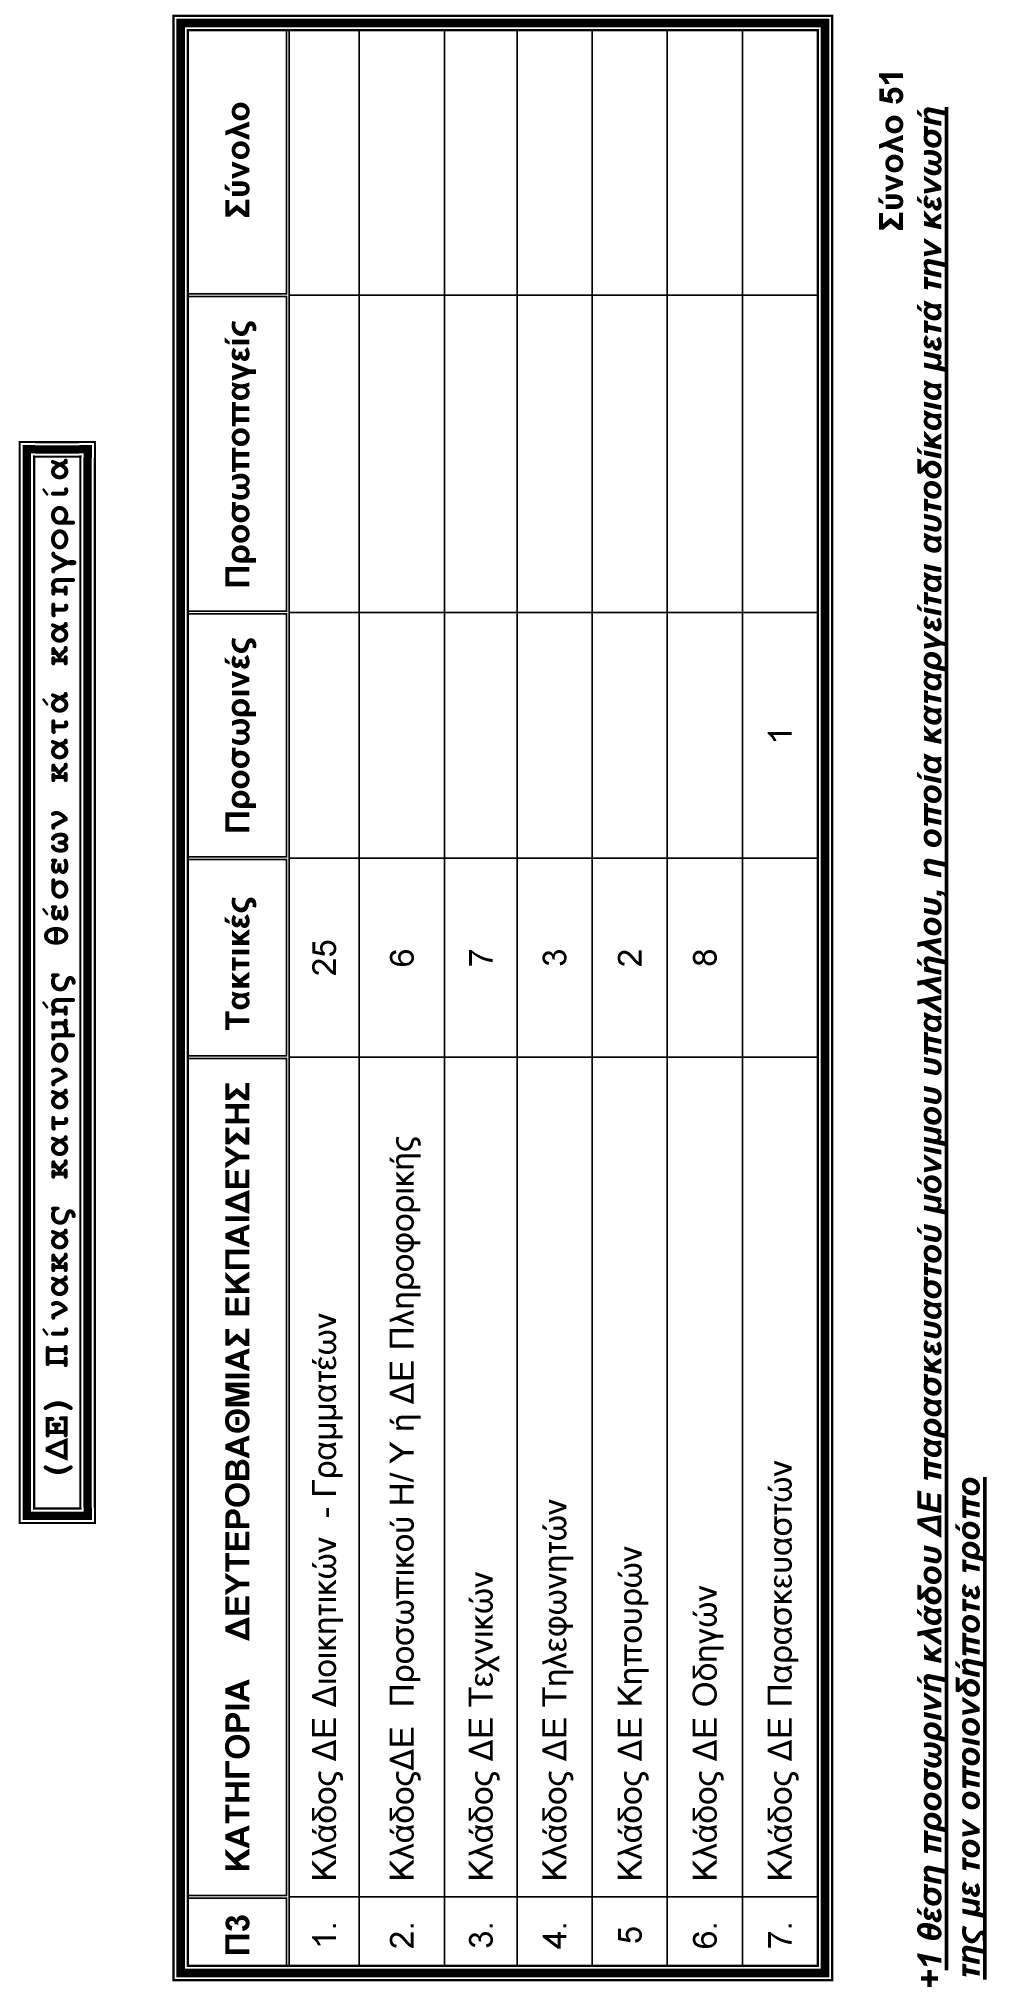 (ΔΕ) Πίνακας κατανομής θέσεων κατά κατηγορία
Π3 ΚΑΤΗΓΟΡΙΑ ΔΕΥΤΕΡΟΒΑΘΜΙΑΣ ΕΚΠΑΙΔΕΥΣΗΣ Τακτικές Προσωρινές Προσωποπαγείς Σύνολο
1. Κλάδος ΔΕ Διοικητικών - Γραμματέων 25
2. ΚλάδοςΔΕ Προσωπικού Η/ Υ ή ΔΕ Πληροφορικής 6
3. Κλάδος ΔΕ Τεχνικών 7
4. Κλάδος ΔΕ Τηλεφωνητών 3
5 Κλάδος ΔΕ Κηπουρών 2
6. Κλάδος ΔΕ Οδηγών 8
7. Κλάδος ΔΕ Παρασκευαστών 1
Σύνολο 51
+1 θέση προσωρινή κλάδου ΔΕ παρασκευαστού μόνιμου υπαλλήλου, η οποία καταργείται αυτοδίκαια μετά την κένωσή
της με τον οποιονδήποτε τρόπο